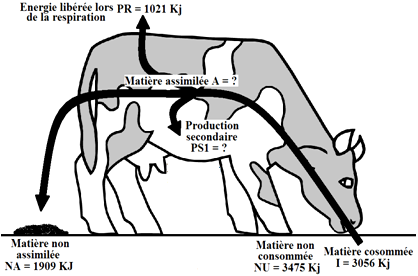 Energie libérée lors
de la respiration
PR = 1021 Kj
Matière assimilée A = ?
Production
secondaire
PS1 = ?
Matière non
assimilée
NA = 1909 KJ
Matière non
consommée
NU = 3475 Kj
Matière cosommée
I = 3056 Kj